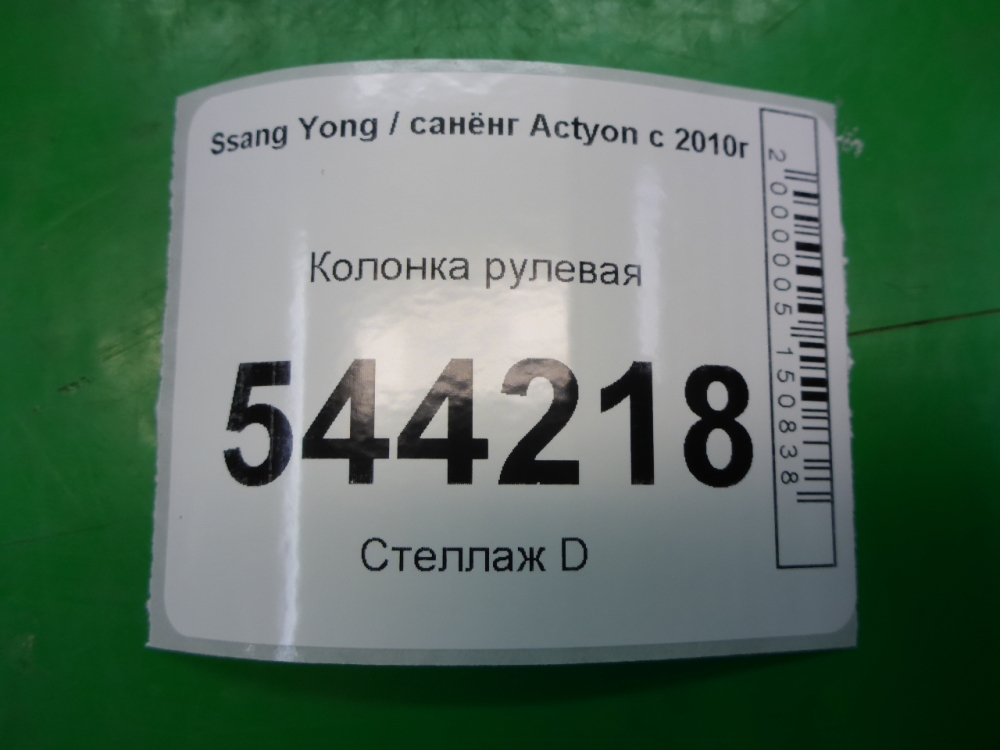 Ssang Yong / санёнг Actyon с 2010г
Колонка рулевая
544218
Стеллаж D
2000005150838